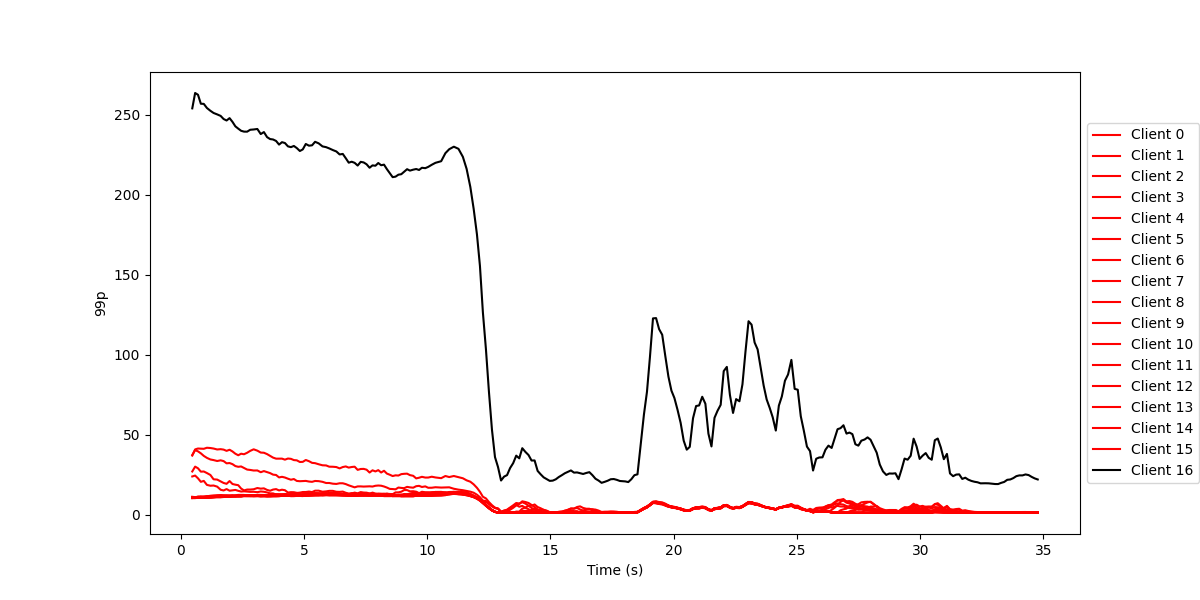 250
200
150
100
50
0
99p
0 5 10 15 20 25 30 35
Time (s)
Client 0
Client 1
Client 2
Client 3
Client 4
Client 5
Client 6
Client 7
Client 8
Client 9
Client 10
Client 11
Client 12
Client 13
Client 14
Client 15
Client 16